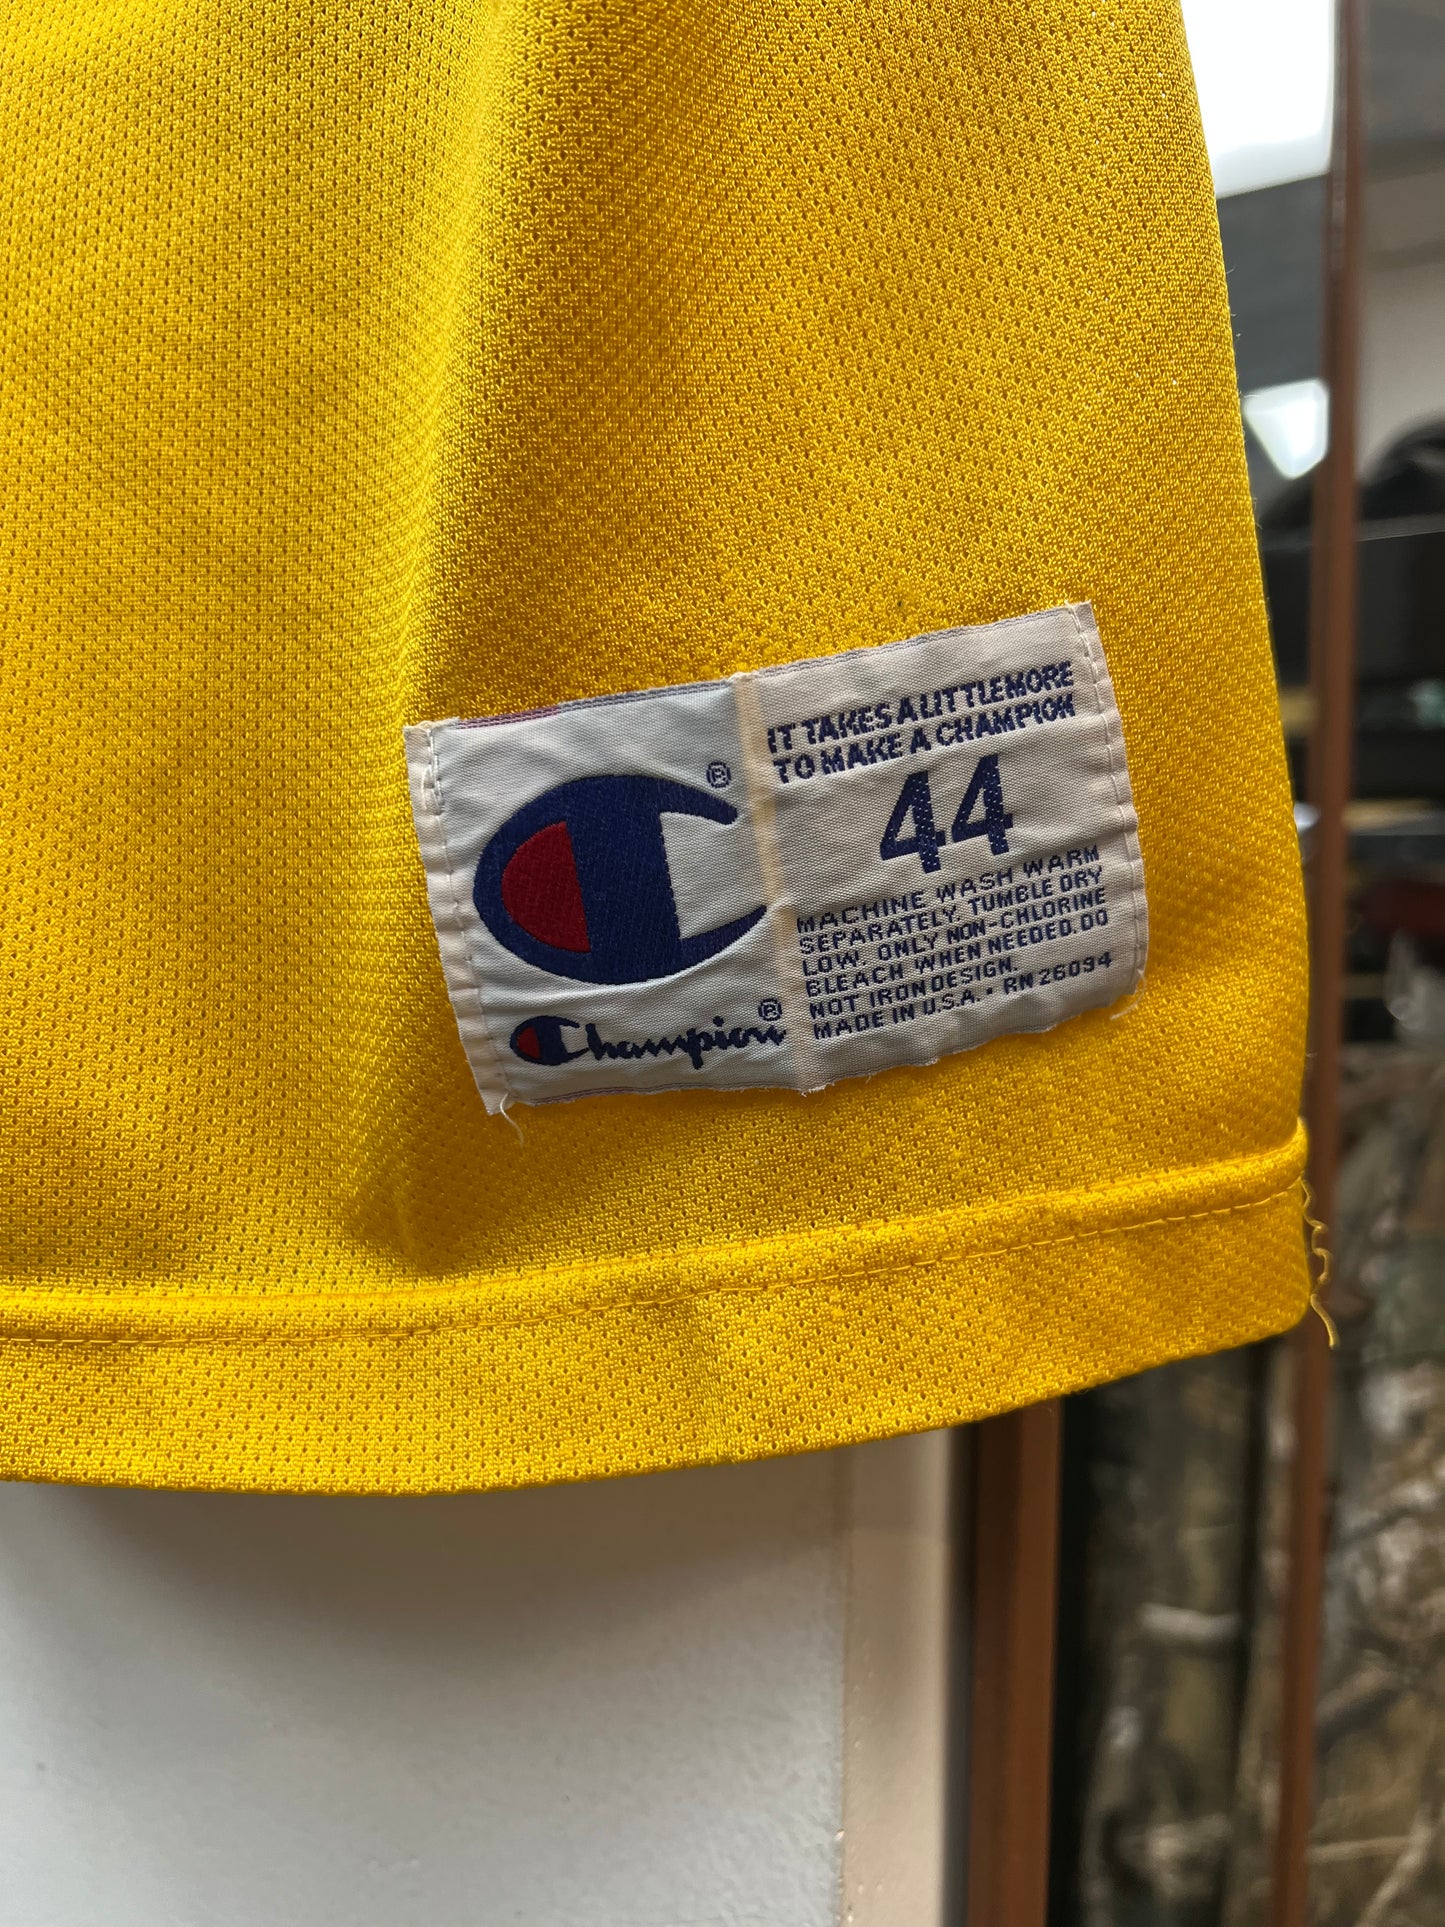 ®
Champion®
IT TAKES A LITTLE MORE
TO MAKE A CHAMPION
44
MACHINE WASH WARM
SEPARATELY, TUMBLE DRY
LOW. ONLY NON-CHLORINE
BLEACH WHEN NEEDED. DO
NOT IRON DESIGN.
MADE IN U.S.A. • RN 26094